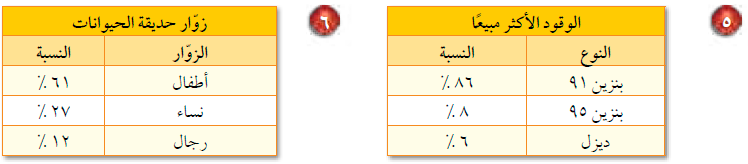 ٥
الوقود الأكثر مبيعًا
النوع النسبة
بنزين ٩١ ٨٦ ٪
بنزين ٩٥ ٨ ٪
ديزل ٦ ٪
٦
زوّار حديقة الحيوانات
الزوّار النسبة
أطفال ٦١ ٪
نساء ٢٧ ٪
رجال ١٢ ٪